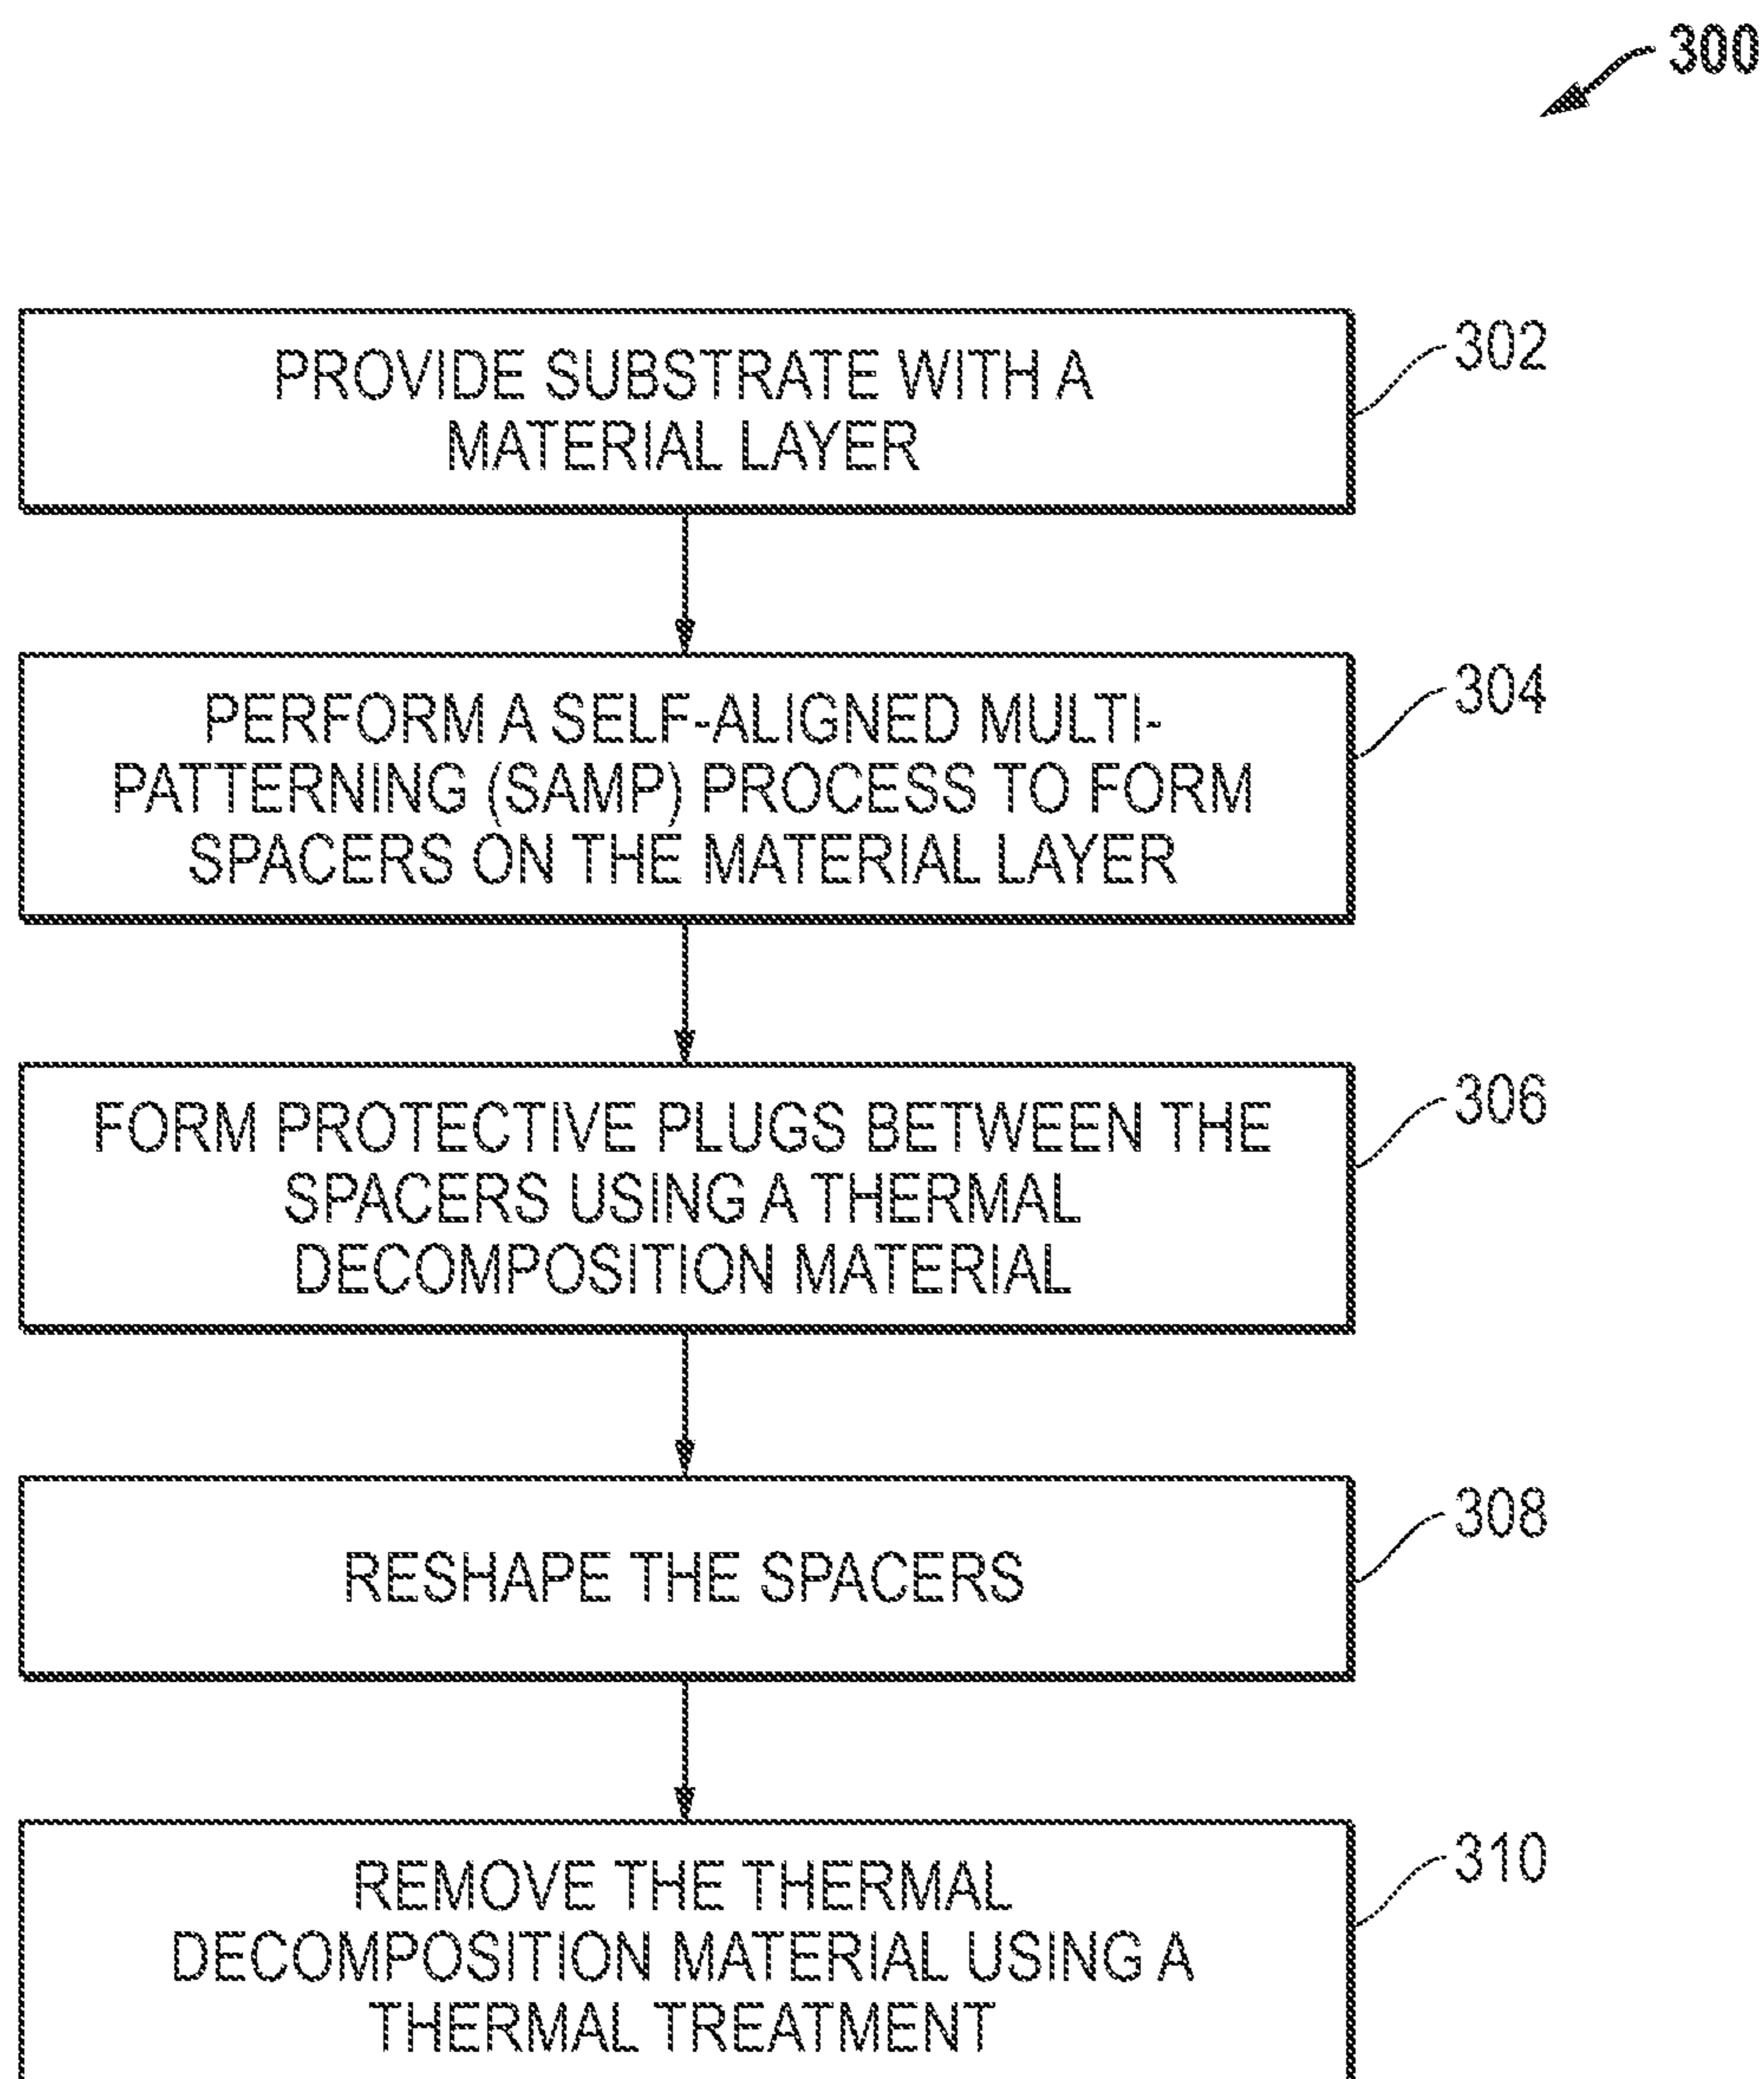 300
PROVIDE SUBSTRATE WITH A
MATERIAL LAYER
302
PERFORM A SELF-ALIGNED MULTI-
PATTERNING (SAMP) PROCESS TO FORM
SPACERS ON THE MATERIAL LAYER
304
FORM PROTECTIVE PLUGS BETWEEN THE
SPACERS USING A THERMAL
DECOMPOSITION MATERIAL
306
RESHAPE THE SPACERS
308
REMOVE THE THERMAL
DECOMPOSITION MATERIAL USING A
THERMAL TREATMENT
310